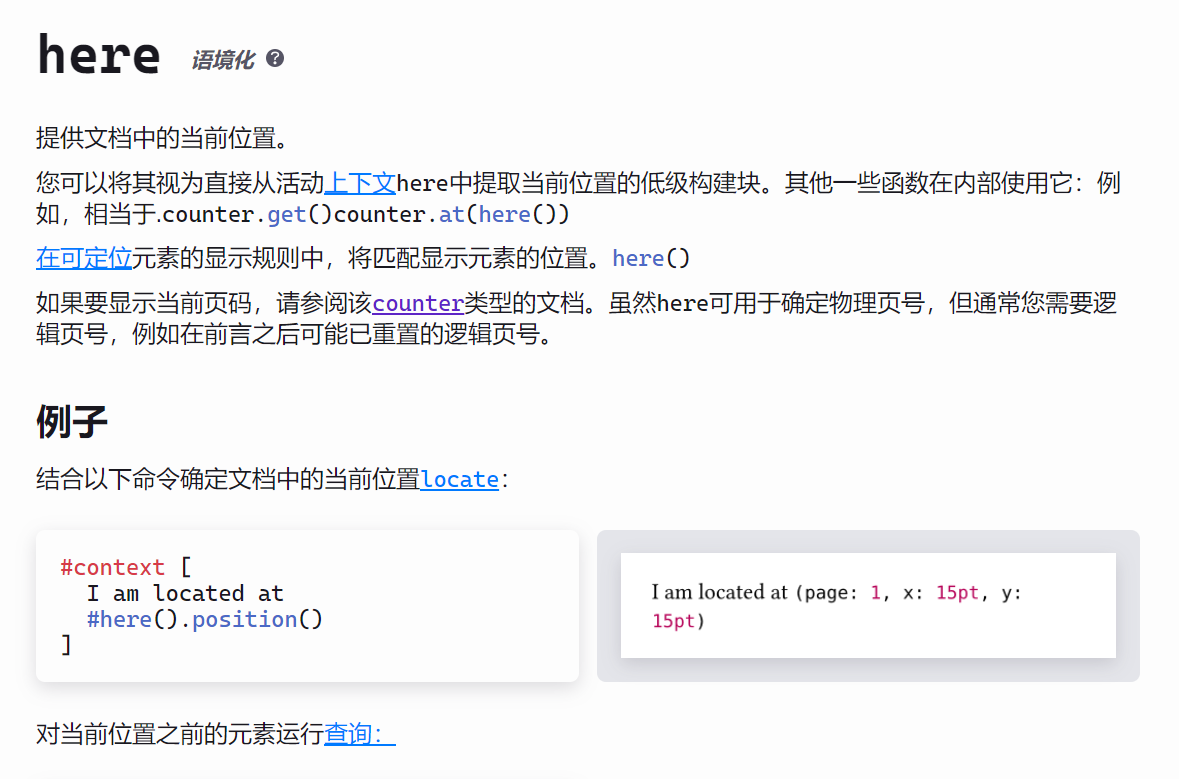 here 语境化 ?
提供文档中的当前位置。
您可以将其视为直接从活动上下文here中提取当前位置的低级构建块。其他一些函数在内部使用它：例
如，相当于.counter.get()counter.at(here())
在可定位元素的显示规则中，将匹配显示元素的位置。here()
如果要显示当前页码，请参阅该counter类型的文档。虽然here可用于确定物理页号，但通常您需要逻
辑页号，例如在前言之后可能已重置的逻辑页号。
例子
结合以下命令确定文档中的当前位置locate：
#context [
  I am located at
  #here().position()
]
I am located at (page: 1, x: 15pt, y:
15pt)
对当前位置之前的元素运行查询：